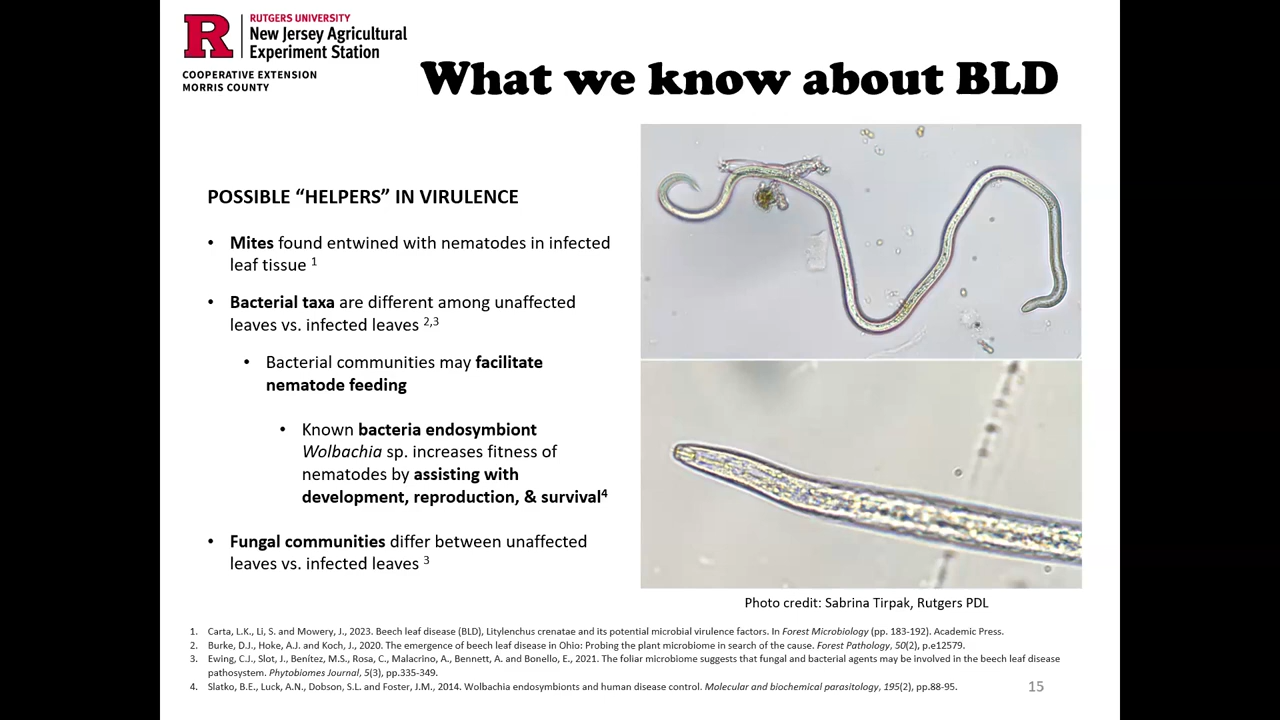 RUTGERS UNIVERSITY
New Jersey Agricultural
Experiment Station
COOPERATIVE EXTENSION
MORRIS COUNTY
What we know about BLD
POSSIBLE “HELPERS” IN VIRULENCE
• Mites found entwined with nematodes in infected
leaf tissue 1
• Bacterial taxa are different among unaffected
leaves vs. infected leaves 2,3
• Bacterial communities may facilitate
nematode feeding
• Known bacteria endosymbiont
Wolbachia sp. increases fitness of
nematodes by assisting with
development, reproduction, & survival4
• Fungal communities differ between unaffected
leaves vs. infected leaves 3
Photo credit: Sabrina Tirpak, Rutgers PDL
1. Carta, L.K., Li, S. and Mowery, J., 2023. Beech leaf disease (BLD), Litylenchus crenatae and its potential microbial virulence factors. In Forest Microbiology (pp. 183-192). Academic Press.
2. Burke, D.J., Hoke, A.J. and Koch, J., 2020. The emergence of beech leaf disease in Ohio: Probing the plant microbiome in search of the cause. Forest Pathology, 50(2), p.e12579.
3. Ewing, C.J., Slot, J., Benítez, M.S., Rosa, C., Malacrino, A., Bennett, A. and Bonello, E., 2021. The foliar microbiome suggests that fungal and bacterial agents may be involved in the beech leaf disease
pathosystem. Phytobiomes Journal, 5(3), pp.335-349.
4. Slatko, B.E., Luck, A.N., Dobson, S.L. and Foster, J.M., 2014. Wolbachia endosymbionts and human disease control. Molecular and biochemical parasitology, 195(2), pp.88-95.
15